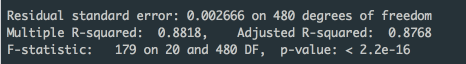 Residual standard error: 0.002666 on 480 degrees of freedom
Multiple R-squared:  0.8818,    Adjusted R-squared:  0.8768
F-statistic:   179 on 20 and 480 DF,  p-value: < 2.2e-16